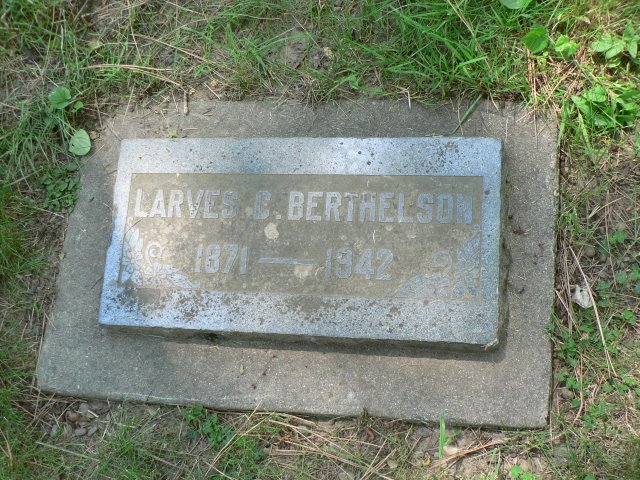 LARVES C. BERTHELSON
1871 — 1942